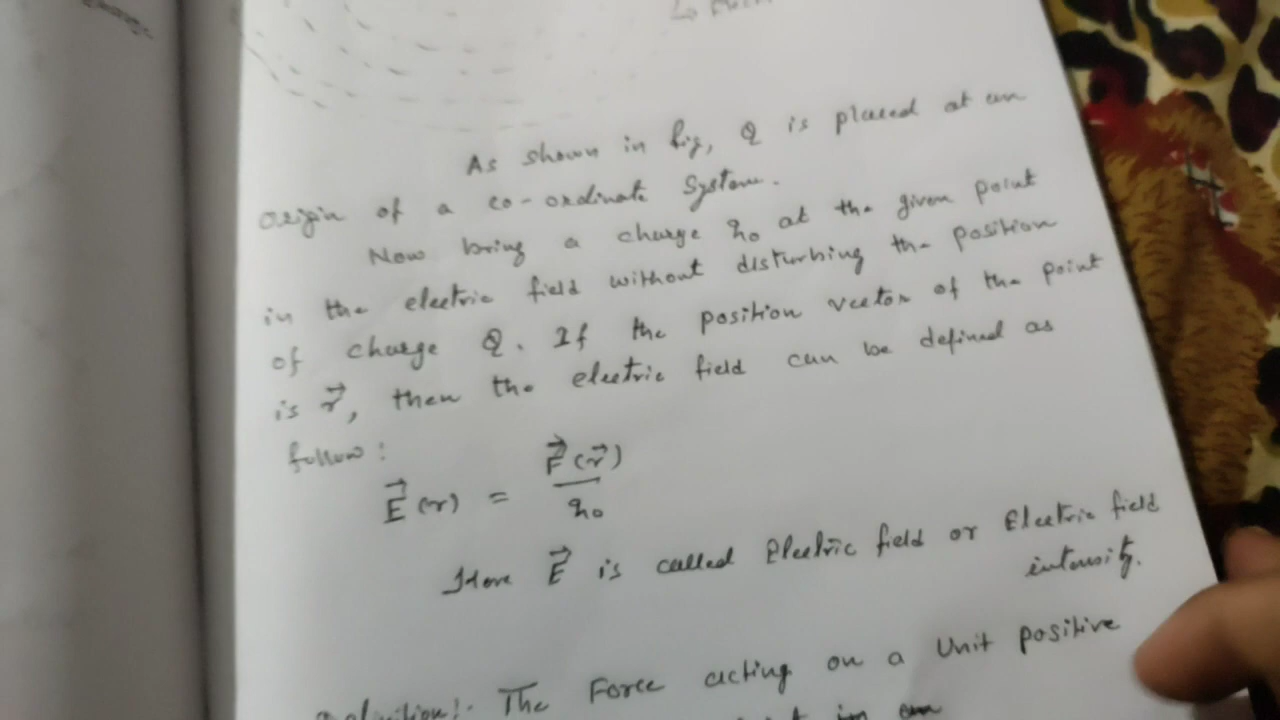 As shown in fig, Q is placed at an
origin of a co-ordinate system.
Now bring a charge q₀ at the given point
in the electric field without disturbing the position
of charge Q. If the position vector of the point
is r⃗, then the electric field can be defined as
follow:
E⃗(r) = F⃗(r⃗) / q₀
Here E⃗ is called Electric field or Electric field
intensity.
Definition:- The Force acting on a Unit positive
in an